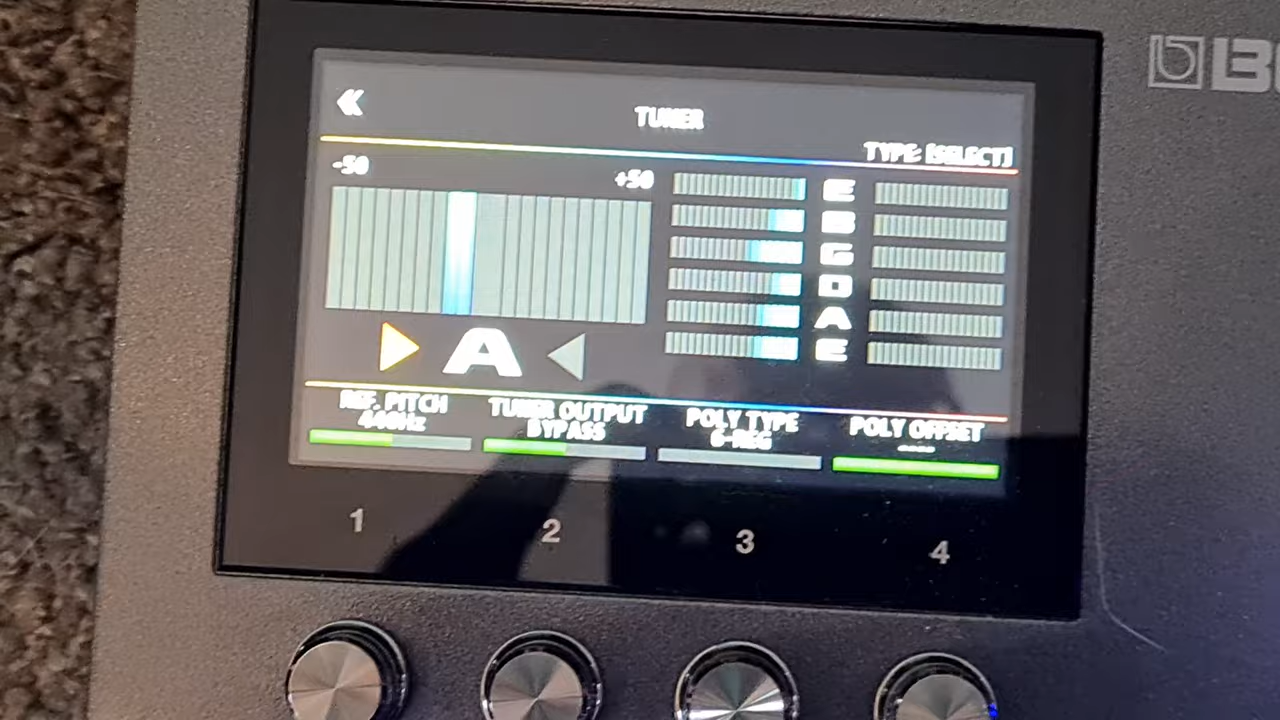 TUNER
TYPE: [SELECT]
-50
+50
E
B
G
D
A
E
A
REF. PITCH
TUNER OUTPUT
BYPASS
POLY TYPE
6-REG
POLY OFFSET
----
1
2
3
4